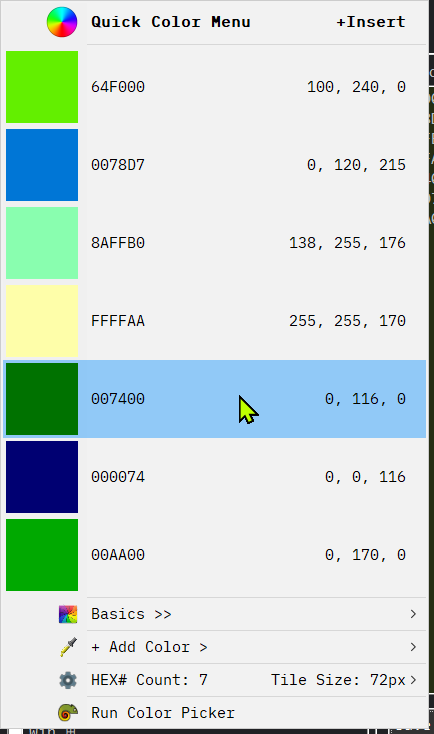 Quick Color Menu +Insert
64F000 100, 240, 0
0078D7 0, 120, 215
8AFFB0 138, 255, 176
FFFFAA 255, 255, 170
007400 0, 116, 0
000074 0, 0, 116
00AA00 0, 170, 0
Basics >>
+ Add Color >
HEX# Count: 7 Tile Size: 72px
Run Color Picker